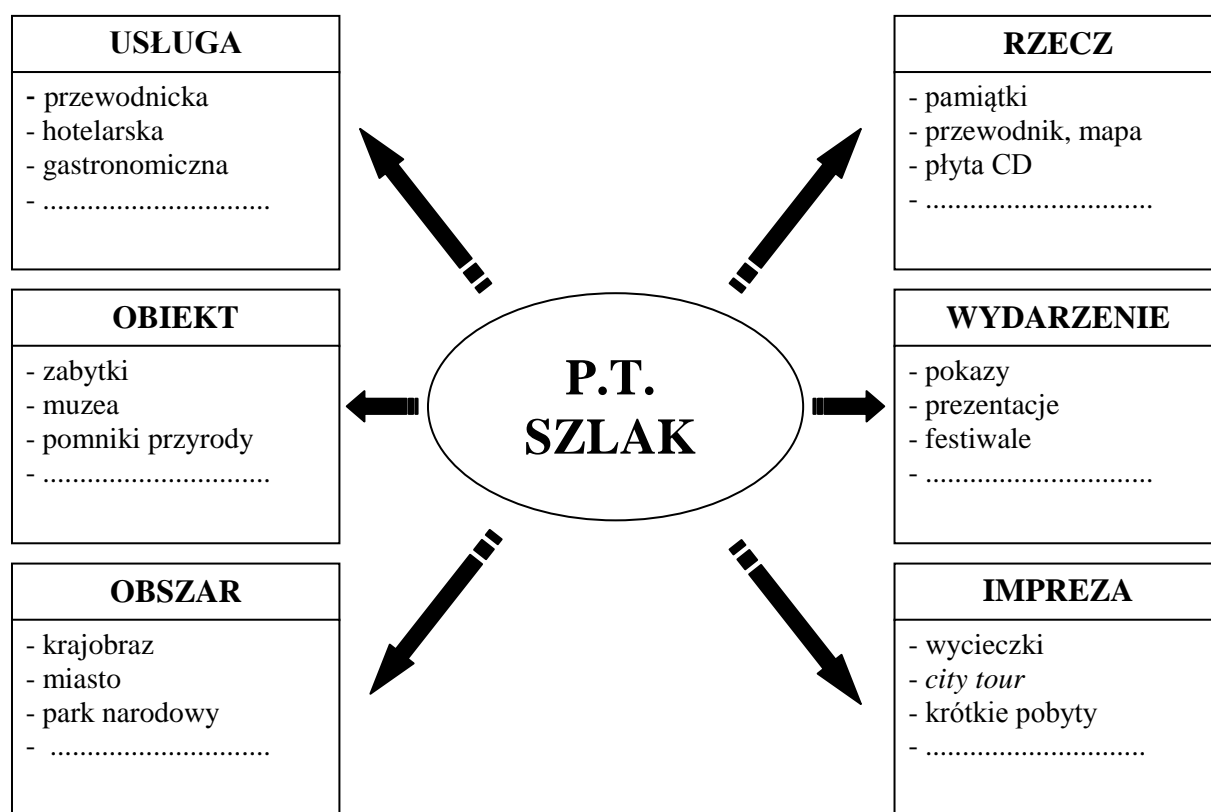 USŁUGA
- przewodnicka
- hotelarska
- gastronomiczna
- ..............................
OBIEKT
- zabytki
- muzea
- pomniki przyrody
- ..............................
OBSZAR
- krajobraz
- miasto
- park narodowy
- .............................
P.T.
SZLAK
RZECZ
- pamiątki
- przewodnik, mapa
- płyta CD
- ..............................
WYDARZENIE
- pokazy
- prezentacje
- festiwale
- ..............................
IMPREZA
- wycieczki
- city tour
- krótkie pobyty
- .............................